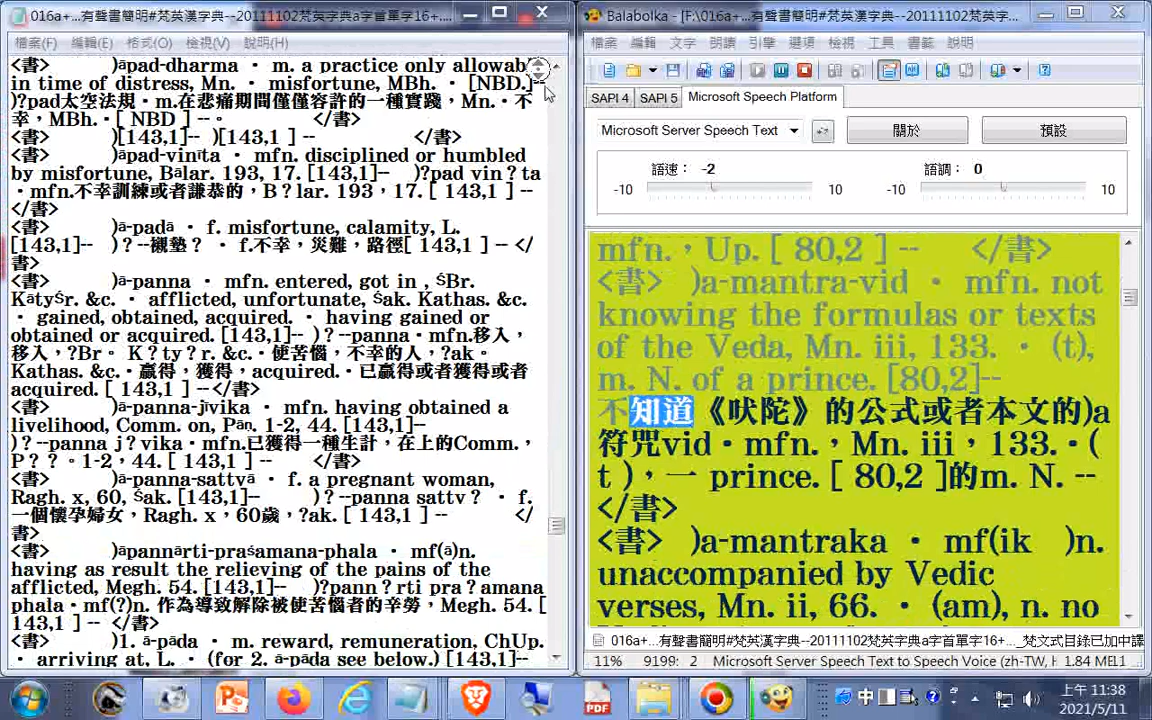 016a+...有聲書簡明#梵英漢字典--20111102梵英字典a字首單字16+...
檔案(F) 編輯(E) 格式(O) 檢視(V) 說明(H)
<書> )āpad-dharma ‧ m. a practice only allowab
in time of distress, Mn. ‧ misfortune, MBh. ‧ [NBD.]--
)?pad太空法規‧m.在悲痛期間僅僅容許的一種實踐，Mn.‧不
幸，MBh.‧[ NBD ]--。 </書>
<書> )[143,1]-- )[143,1 ]-- </書>
<書> )āpad-vinīta ‧ mfn. disciplined or humbled
by misfortune, Bālar. 193, 17. [143,1]-- )?pad vin?ta
‧mfn.不幸訓練或者謙恭的，B?lar. 193，17. [ 143,1 ] --
</書>
<書> )ā-padā ‧ f. misfortune, calamity, L.
[143,1]-- )?--襯墊? ‧ f.不幸，災難，路徑[ 143,1 ] -- </
書>
<書> )ā-panna ‧ mfn. entered, got in , ŚBr.
KātyŚr. &c. ‧ afflicted, unfortunate, Śak. Kathas. &c.
‧ gained, obtained, acquired. ‧ having gained or
obtained or acquired. [143,1]-- )?--panna‧mfn.移入，
移入，?Br。 K?ty?r. &c.‧使苦惱，不幸的人，?ak。
Kathas. &c.‧贏得，獲得，acquired.‧已贏得或者獲得或者
acquired. [ 143,1 ]--</書>
<書> )ā-panna-jīvika ‧ mfn. having obtained a
livelihood, Comm. on, Pāṇ. 1-2, 44. [143,1]--
)?--panna j?vika‧mfn.已獲得一種生計，在上的Comm.，
P??。1-2，44. [ 143,1 ]-- </書>
<書> )ā-panna-sattvā ‧ f. a pregnant woman,
Ragh. x, 60, Śak. [143,1]-- )?--panna sattv? ‧ f.
一個懷孕婦女，Ragh. x，60歲，?ak. [ 143,1 ] -- </
書>
<書> )āpannārti-praśamana-phala ‧ mf(ā)n.
having as result the relieving of the pains of the
afflicted, Megh. 54. [143,1]-- )?pann?rti pra?amana
phala‧mf(?)n. 作為導致解除被使苦惱者的辛勞，Megh. 54. [
143,1 ] -- </書>
<書> )1. ā-pāda ‧ m. reward, remuneration, ChUp.
‧ arriving at, L. ‧ (for 2. ā-pāda see below.) [143,1]--
Balabolka - [F:\016a+...有聲書簡明#梵英漢字典--20111102梵英字...
檔案 編輯 文字 朗讀 引擎 選項 檢視 工具 書籤 說明
SAPI 4 SAPI 5 Microsoft Speech Platform
Microsoft Server Speech Text 關於 預設
語速： -2 語調： 0
-10 10 -10 10
mfn.，Up. [ 80,2 ] -- </書>
<書> )a-mantra-vid ‧ mfn. not
knowing the formulas or texts
of the Veda, Mn. iii, 133. ‧ (t),
m. N. of a prince. [80,2]--
不知道《吠陀》的公式或者本文的)a
符咒vid‧mfn.，Mn. iii，133.‧(
t )，一 prince. [ 80,2 ]的m. N. --
</書>
<書> )a-mantraka ‧ mf(ik )n.
unaccompanied by Vedic
verses, Mn. ii, 66. ‧ (am), n. no
016a+...有聲書簡明#梵英漢字典--20111102梵英字典a字首單字16+..._梵文式目錄已加中譯
11% 9199: 2 Microsoft Server Speech Text to Speech Voice (zh-TW, H 1.84 ME
中
上午 11:38
2021/5/11